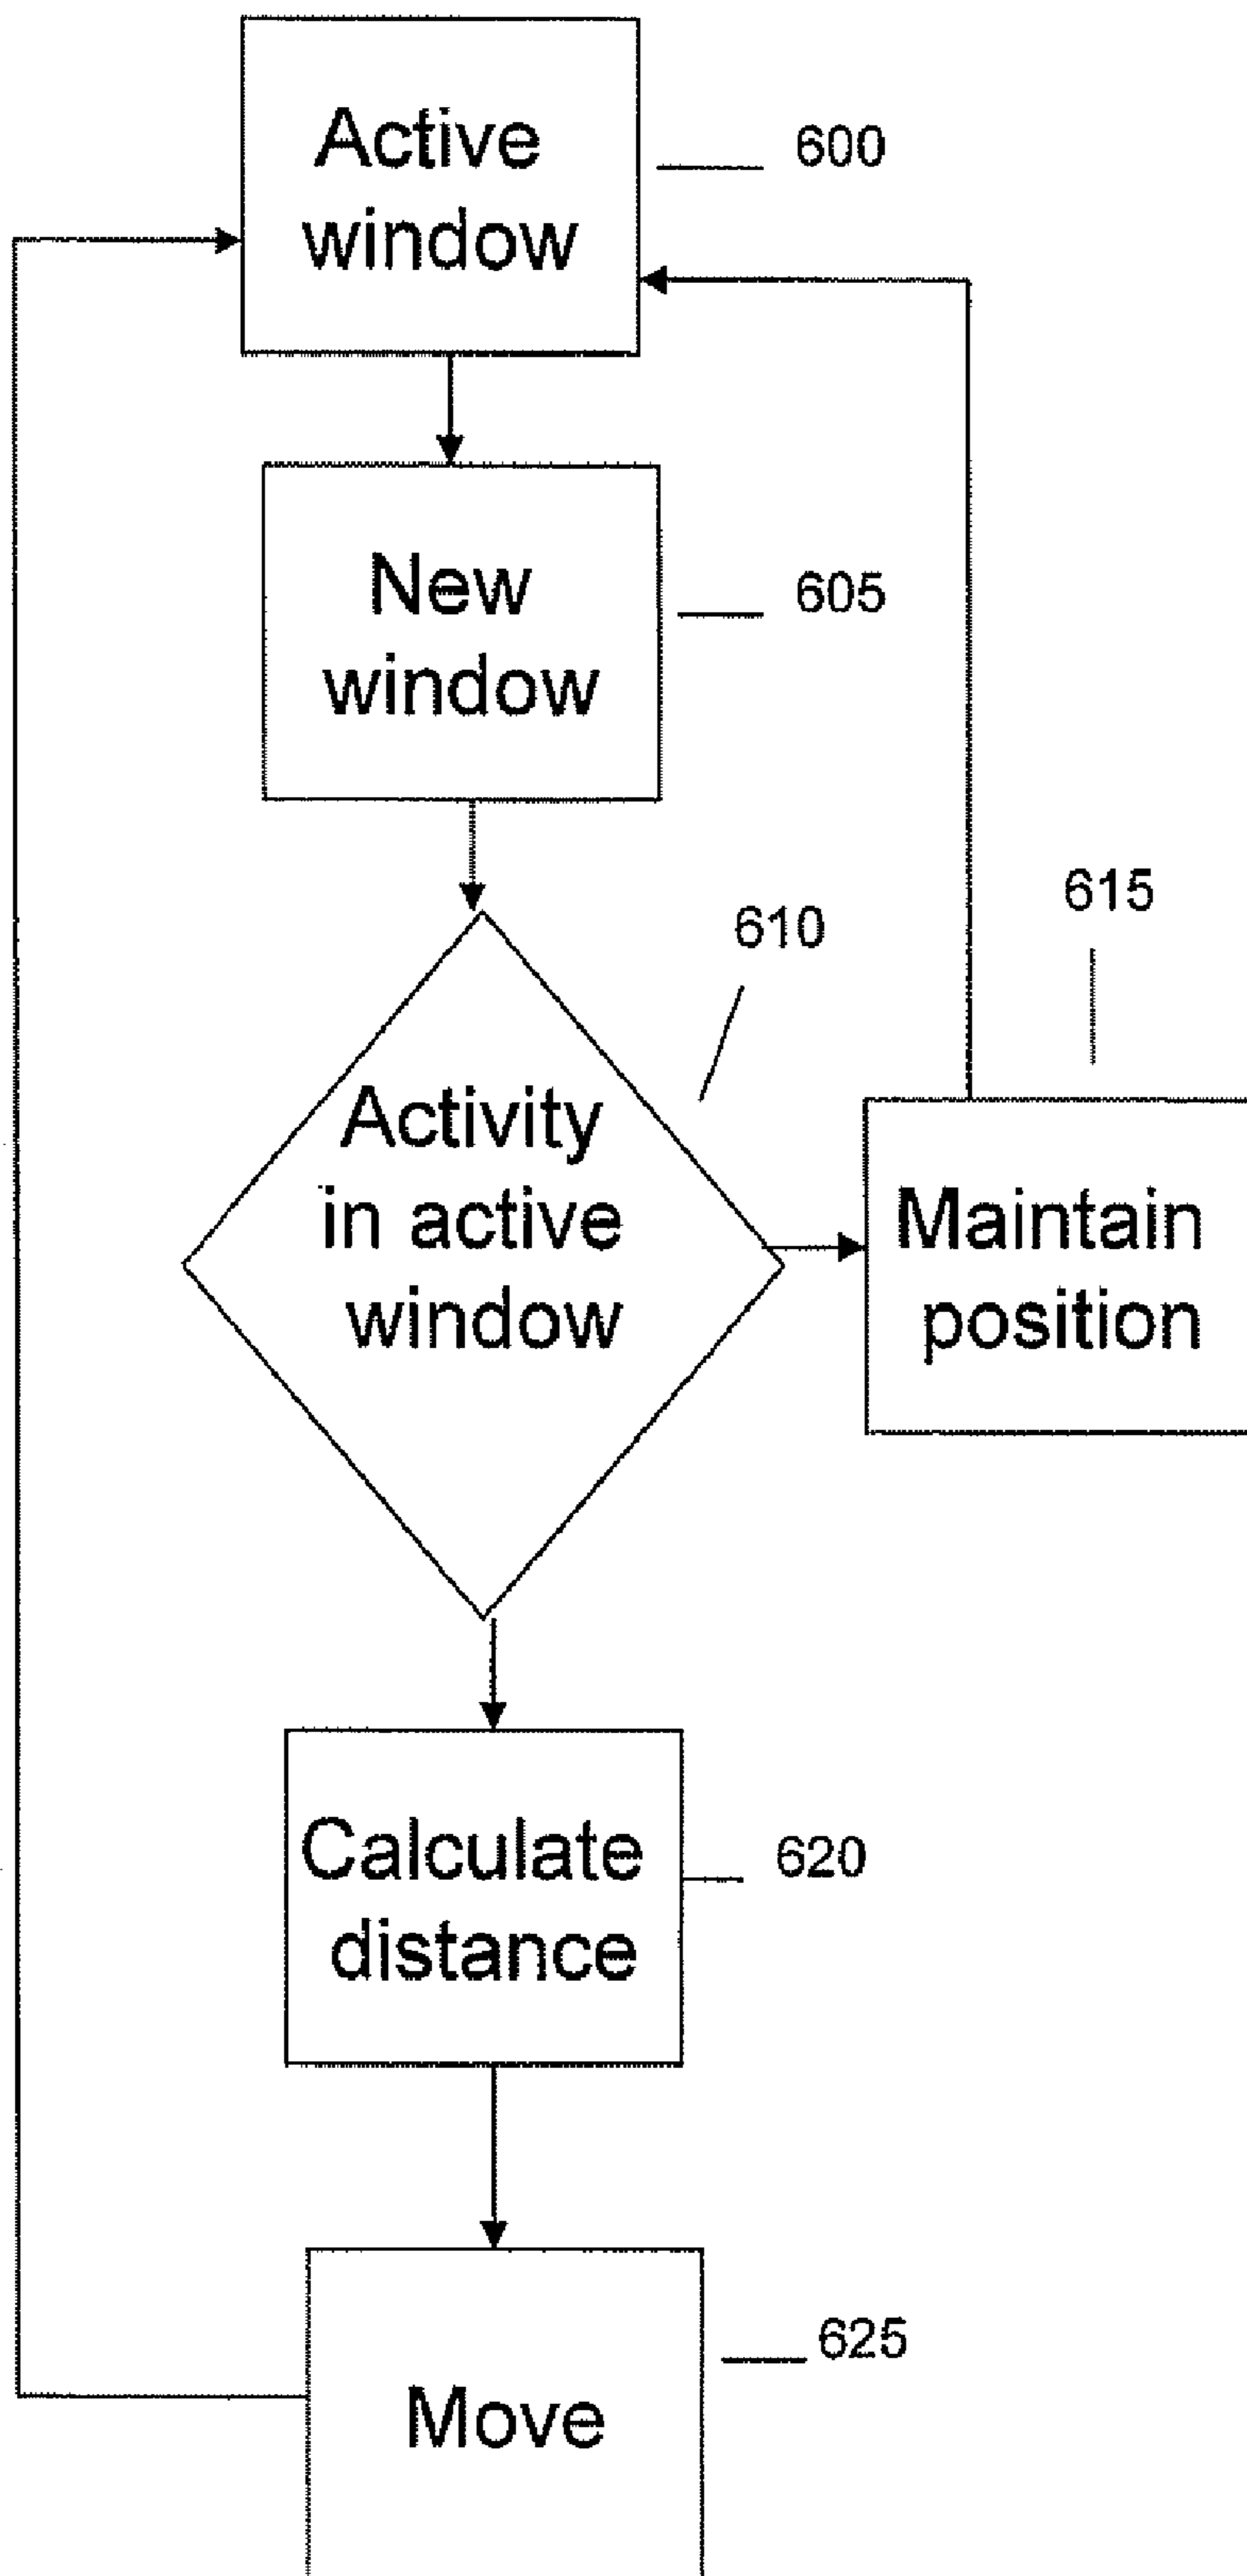 Active
window
600
New
window
605
610
Activity
in active
window
615
Maintain
position
Calculate
distance
620
625
Move